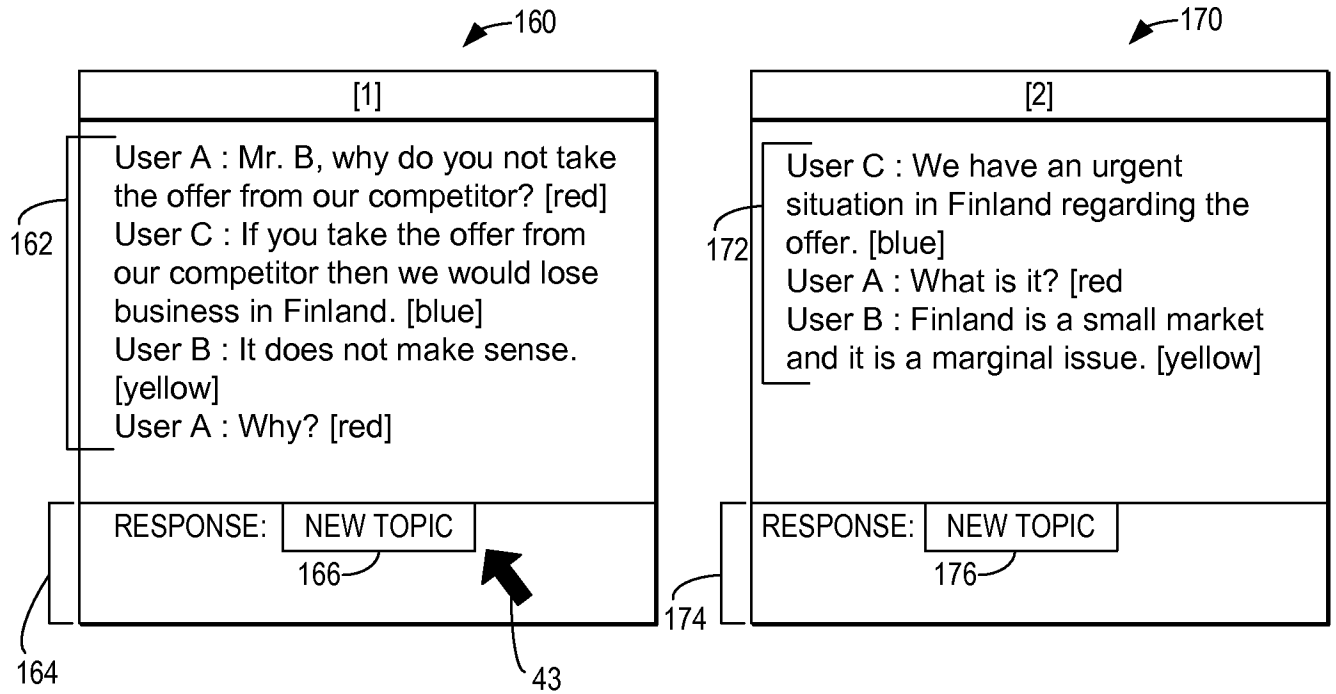 160
170
[1]
[2]
User A : Mr. B, why do you not take
the offer from our competitor? [red]
User C : If you take the offer from
our competitor then we would lose
business in Finland. [blue]
User B : It does not make sense.
[yellow]
User A : Why? [red]
162
User C : We have an urgent
situation in Finland regarding the
offer. [blue]
User A : What is it? [red
User B : Finland is a small market
and it is a marginal issue. [yellow]
172
RESPONSE: NEW TOPIC
166
164
43
RESPONSE: NEW TOPIC
176
174